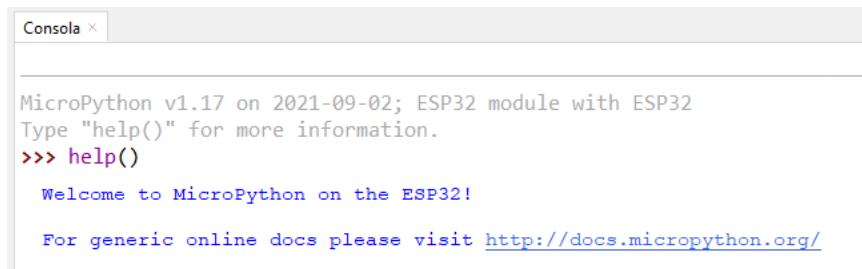 Consola ×
MicroPython v1.17 on 2021-09-02; ESP32 module with ESP32
Type "help()" for more information.
>>> help()
Welcome to MicroPython on the ESP32!
For generic online docs please visit http://docs.micropython.org/